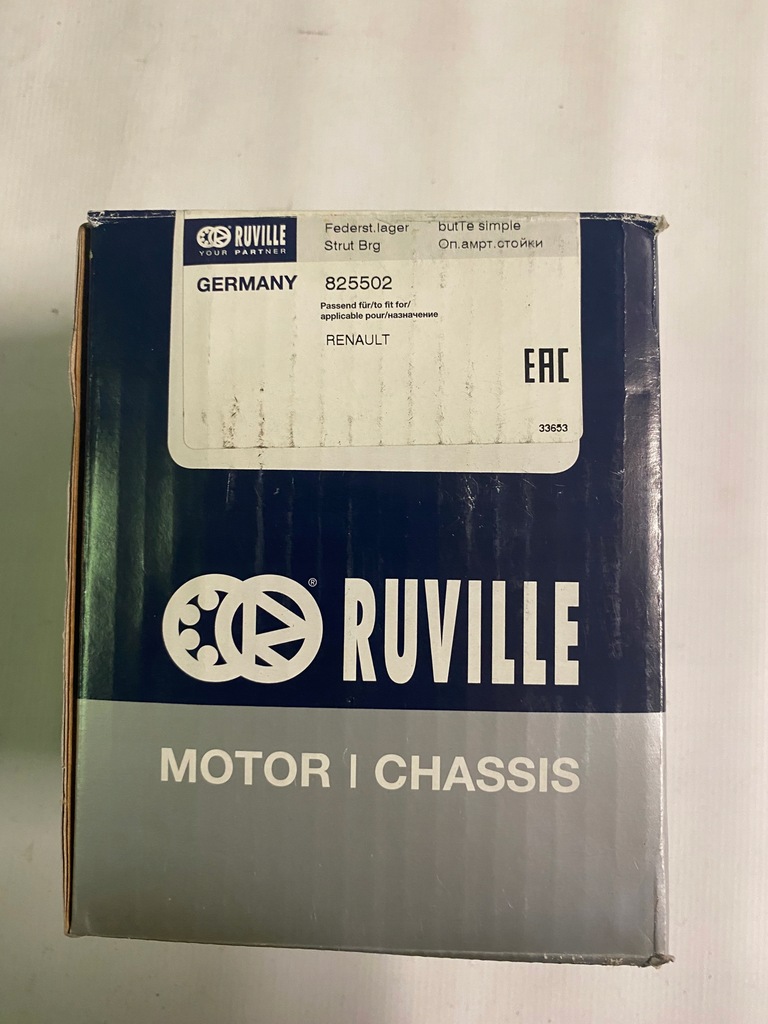 RUVILLE
YOUR PARTNER
Federst.lager butTe simple
Strut Brg Оп.амрт.стойки
GERMANY 825502
Passend für/to fit for/
applicable pour/назначение
RENAULT
EAC
33653
® RUVILLE
MOTOR | CHASSIS